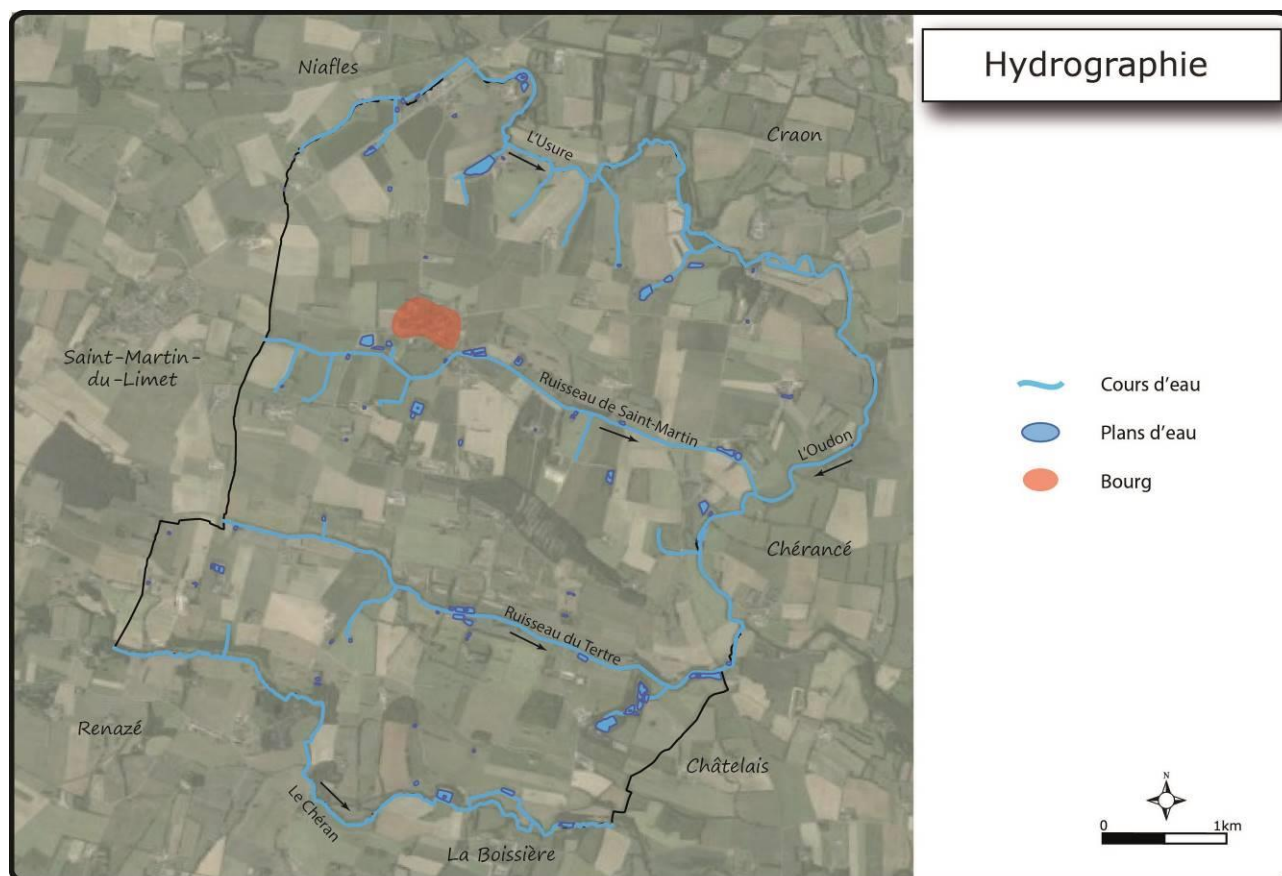 Hydrographie
Niafles
Craon
L'Usure
Saint-Martin-
du-Limet
Ruisseau de Saint-Martin
L'Oudon
Chérancé
Ruisseau du Tertre
Renazé
Châtelais
Le Chéran
La Boissière
Cours d'eau
Plans d'eau
Bourg
N
0 1km